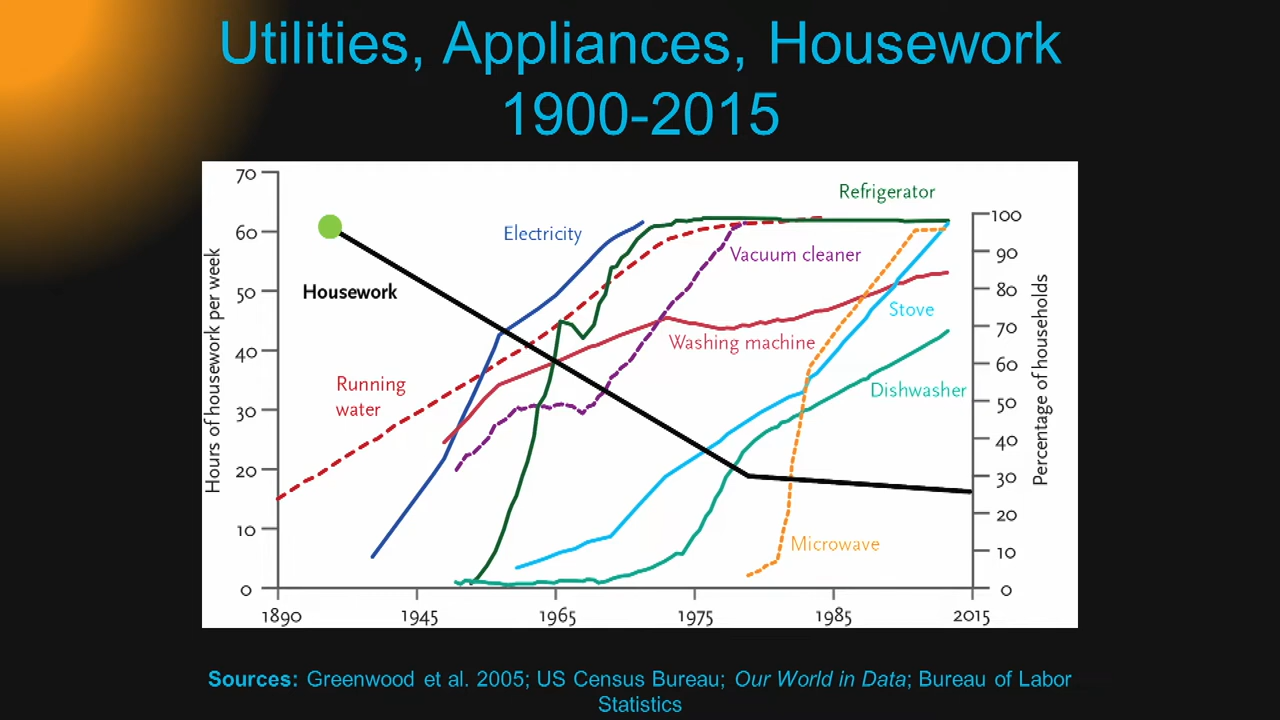 Utilities, Appliances, Housework
1900-2015
70
60
50
40
30
20
10
0
Hours of housework per week
100
90
80
70
60
50
40
30
20
10
0
Percentage of households
Refrigerator
Electricity
Vacuum cleaner
Housework
Stove
Washing machine
Running
water
Dishwasher
Microwave
1890
1945
1965
1975
1985
2015
Sources: Greenwood et al. 2005; US Census Bureau; Our World in Data; Bureau of Labor
Statistics